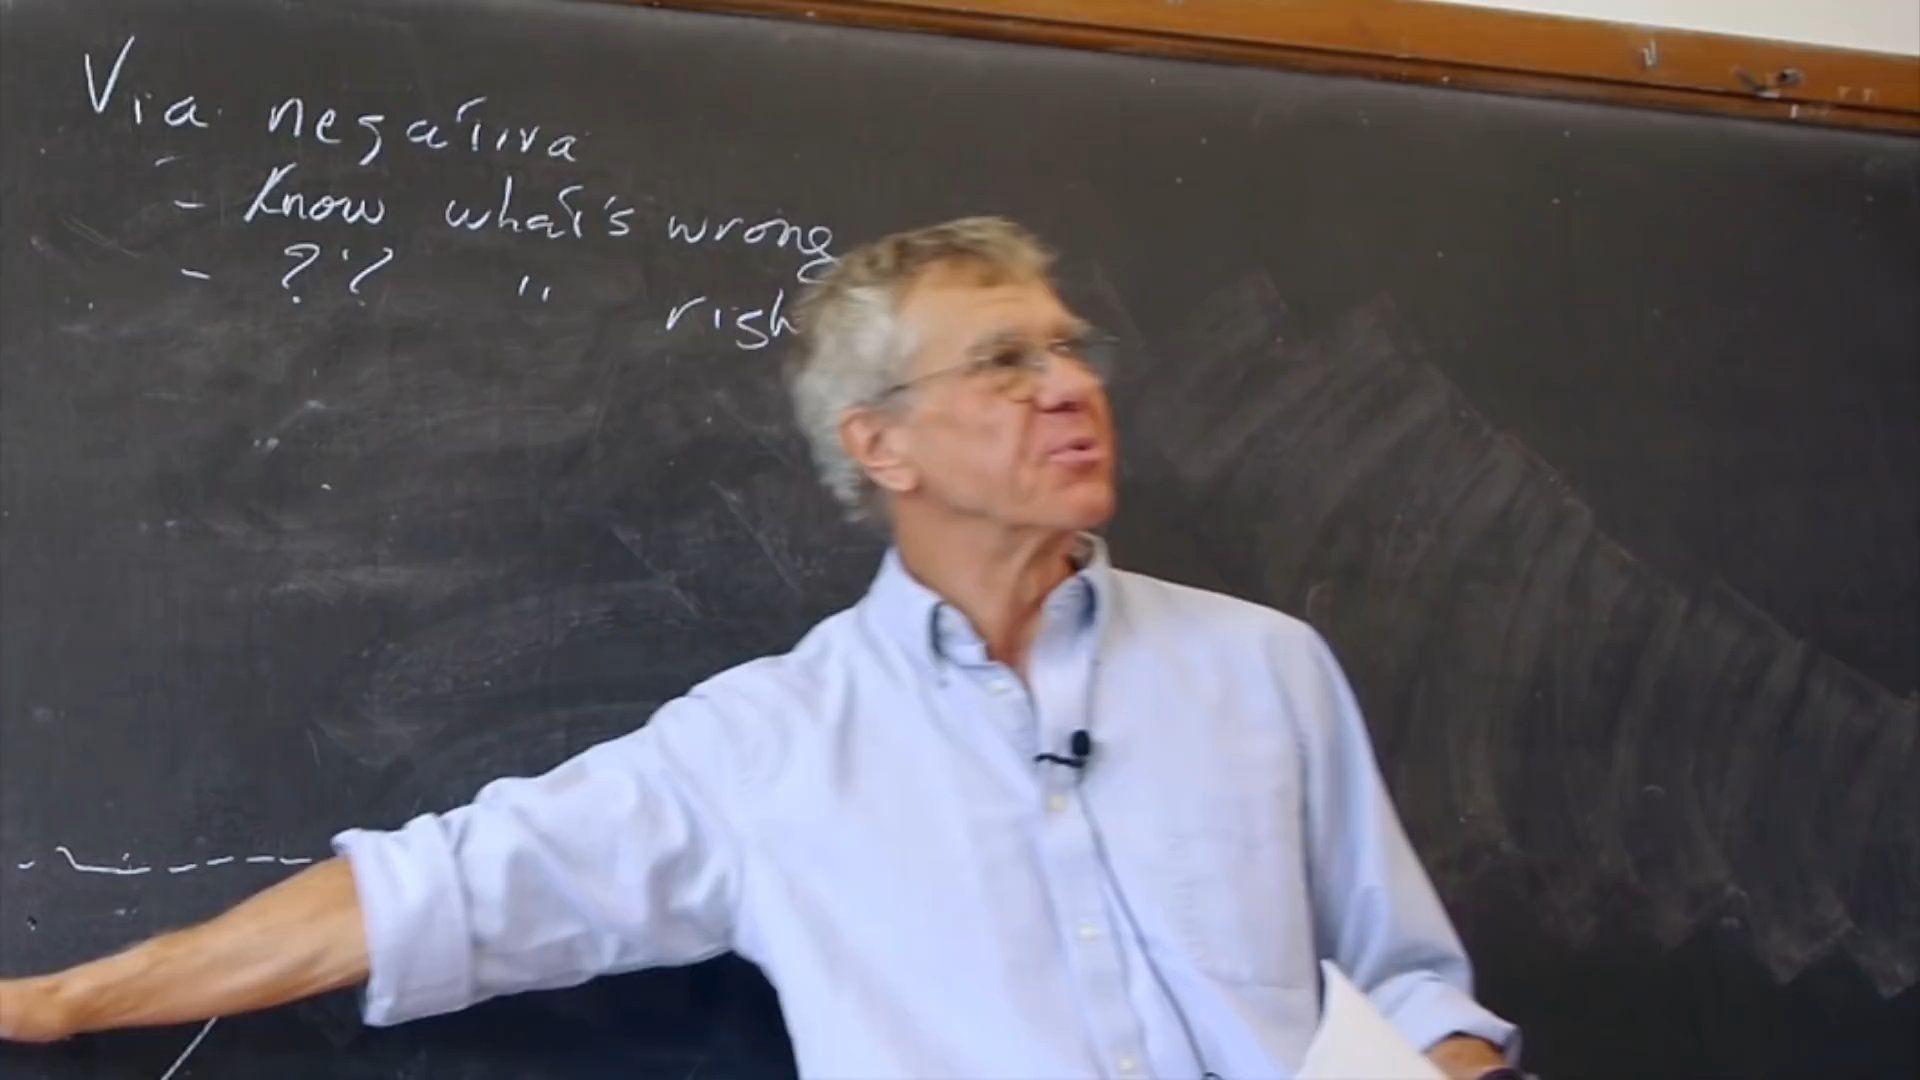 Via negativa
- Know what's wrong
- ?? " righ